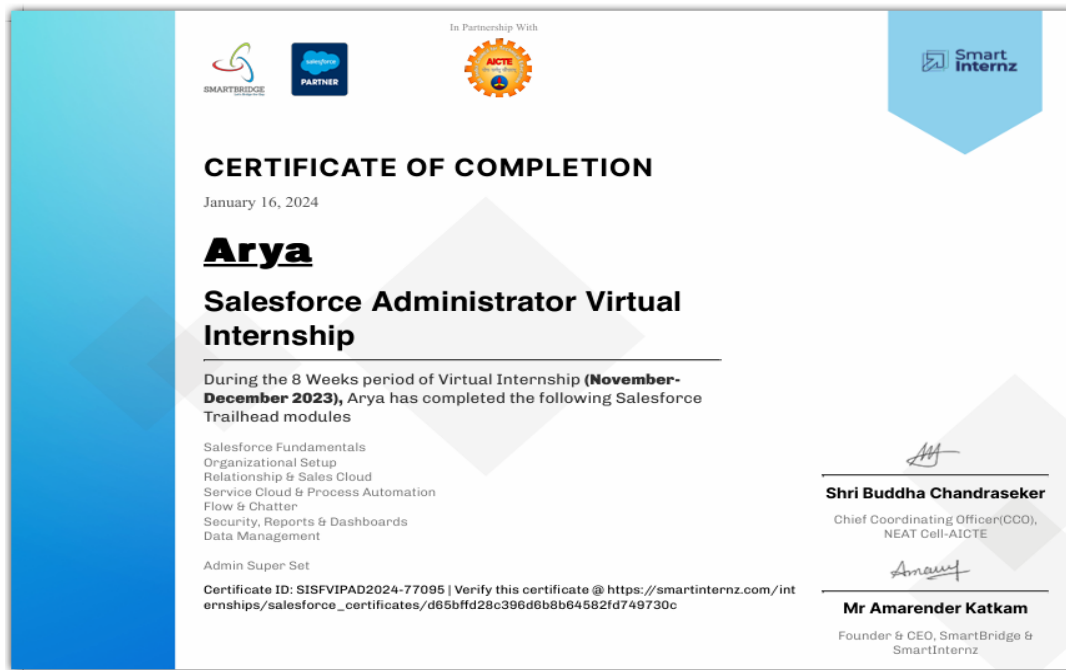 In Partnership With
SMARTBRIDGE
salesforce
PARTNER
AICTE
Smart
Internz
CERTIFICATE OF COMPLETION
January 16, 2024
Arya
Salesforce Administrator Virtual
Internship
During the 8 Weeks period of Virtual Internship (November-
December 2023), Arya has completed the following Salesforce
Trailhead modules
Salesforce Fundamentals
Organizational Setup
Relationship & Sales Cloud
Service Cloud & Process Automation
Flow & Chatter
Security, Reports & Dashboards
Data Management
Admin Super Set
Certificate ID: SISFVIPAD2024-77095 | Verify this certificate @ https://smartinternz.com/int
ernships/salesforce_certificates/d65bffd28c396d6b8b64582fd749730c
Shri Buddha Chandraseker
Chief Coordinating Officer(CCO),
NEAT Cell-AICTE
Mr Amarender Katkam
Founder & CEO, SmartBridge &
SmartInternz